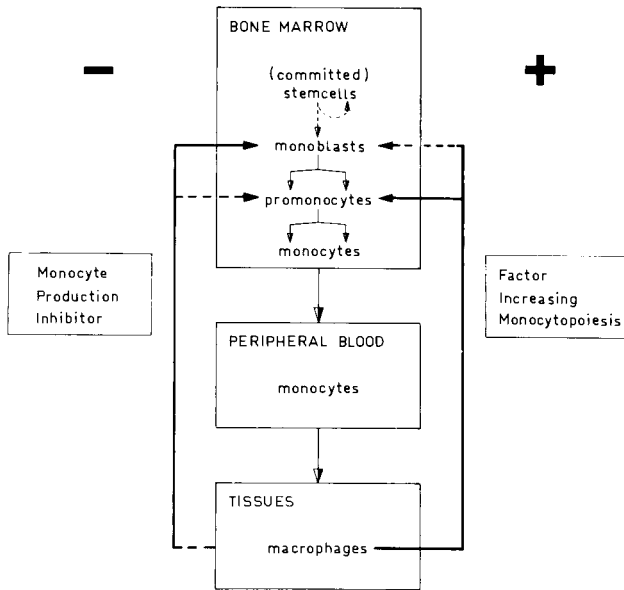 BONE MARROW
− +
(committed)
stemcells
monoblasts
promonocytes
monocytes
Monocyte
Production
Inhibitor
Factor
Increasing
Monocytopoiesis
PERIPHERAL BLOOD
monocytes
TISSUES
macrophages